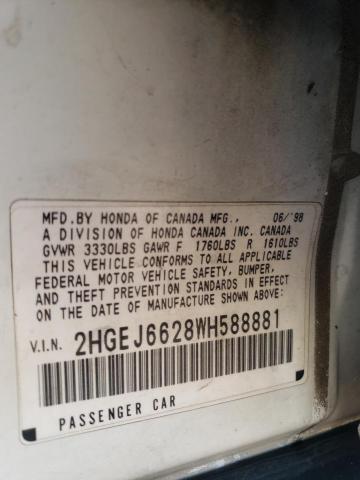 MFD.BY HONDA OF CANADA MFG., 06/'98
A DIVISION OF HONDA CANADA INC. CANADA
GVWR 3330LBS GAWR F 1760LBS R 1610LBS
THIS VEHICLE CONFORMS TO ALL APPLICABLE
FEDERAL MOTOR VEHICLE SAFETY, BUMPER,
AND THEFT PREVENTION STANDARDS IN EFFECT
ON THE DATE OF MANUFACTURE SHOWN ABOVE:
V.I.N. 2HGEJ6628WH588881
PASSENGER CAR